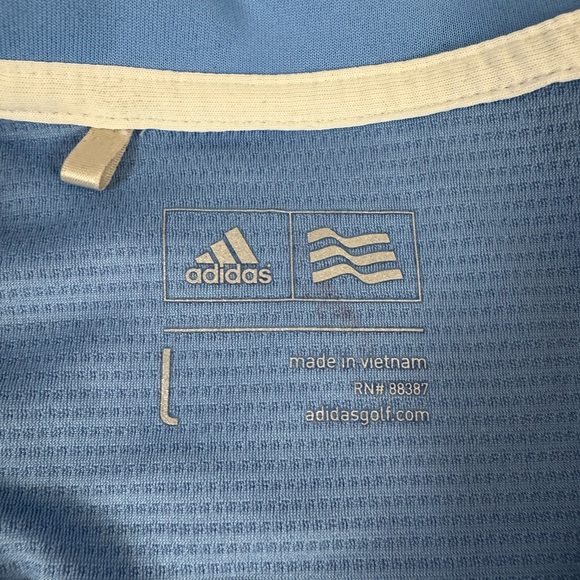 adidas
L
made in vietnam
RN# 88387
adidasgolf.com